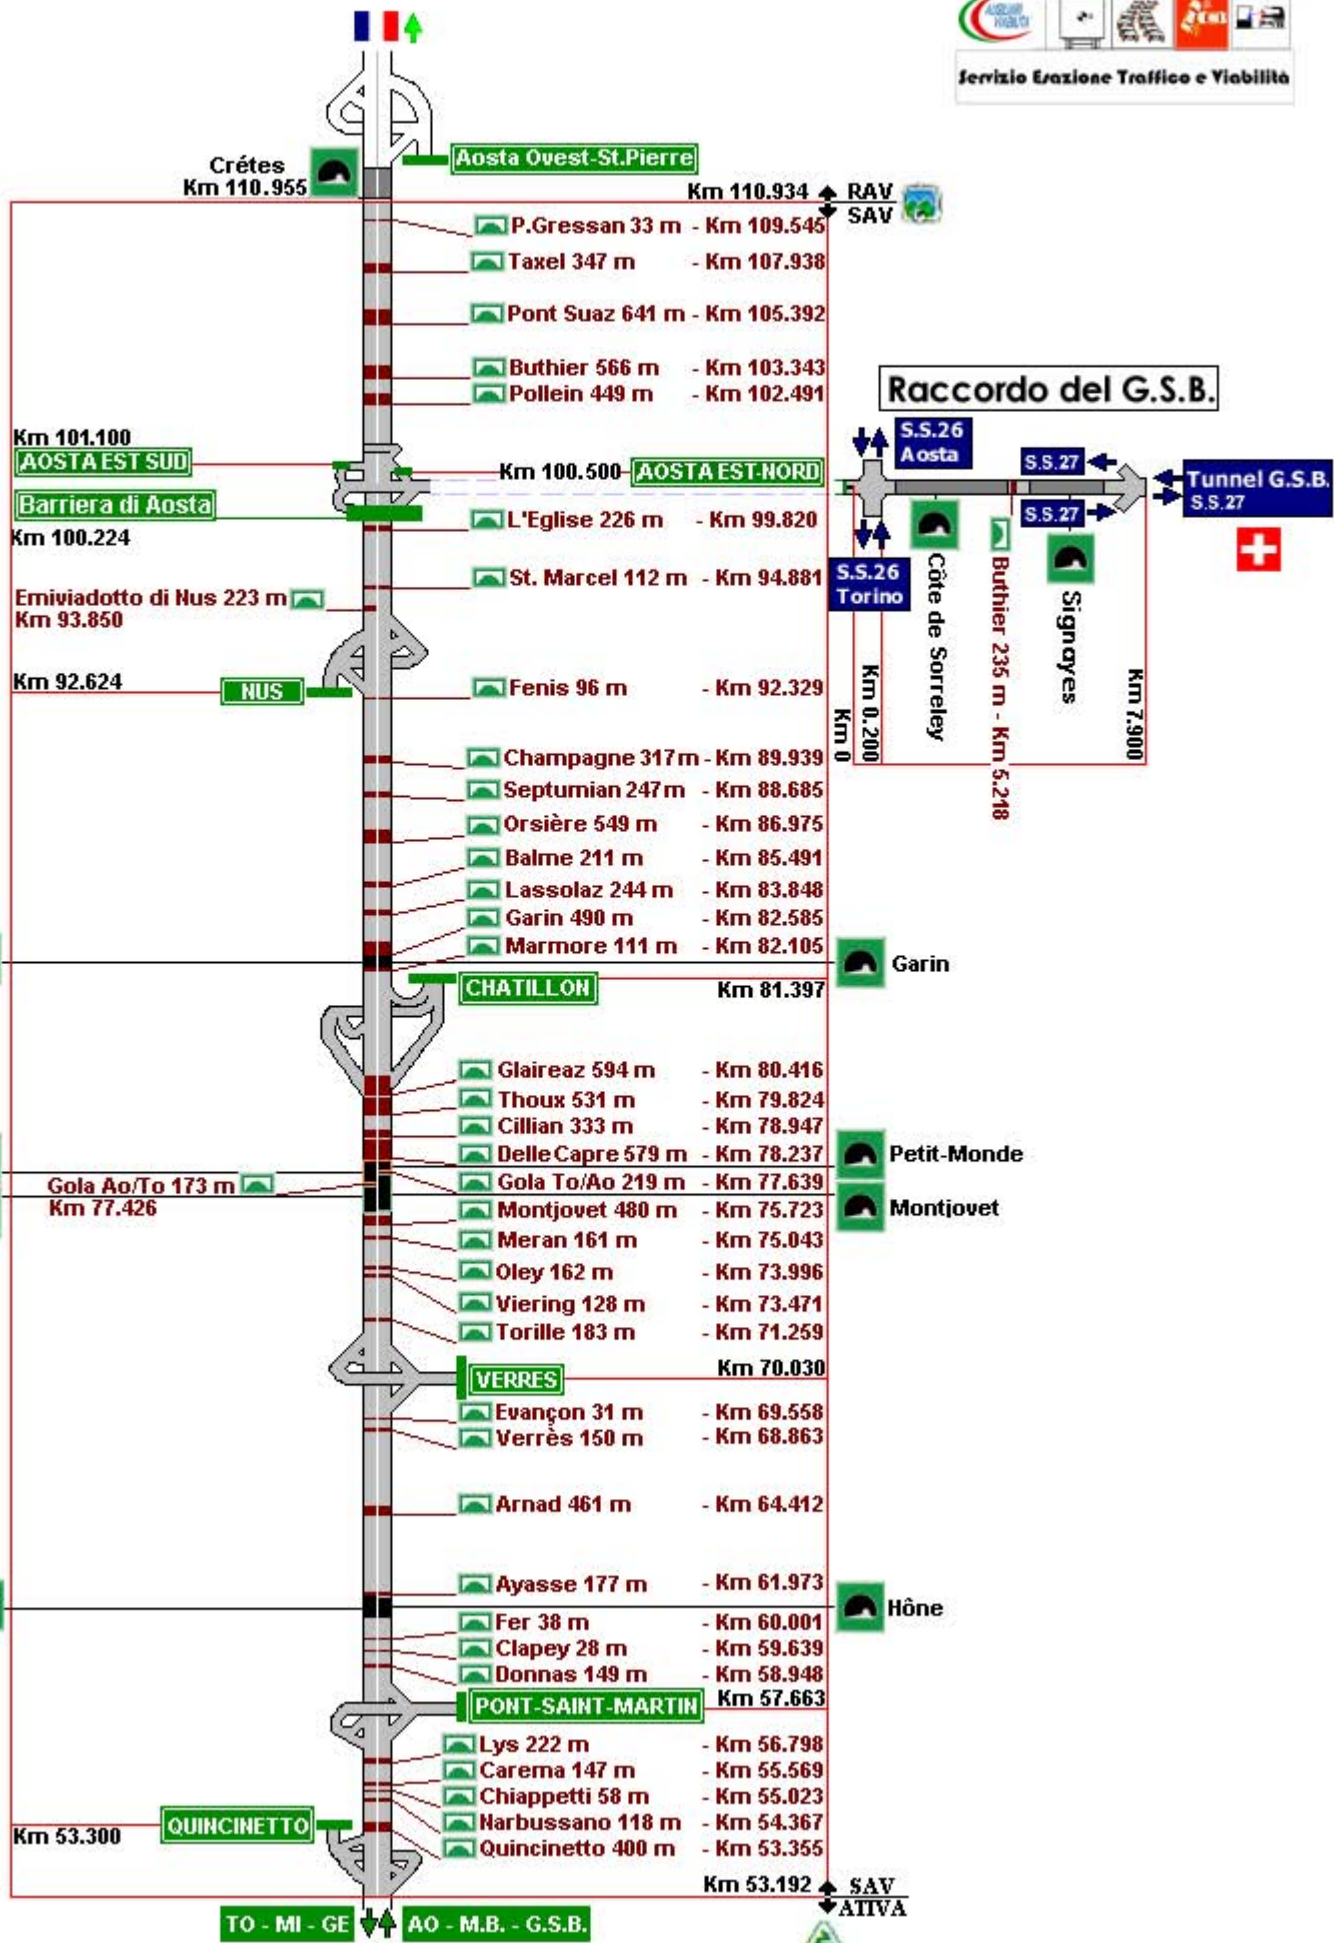 Servizio Esazione Traffico e Viabilità
Aosta Ovest-St.Pierre
Crétes
Km 110.955
Km 110.934
RAV
SAV
P.Gressan 33 m - Km 109.545
Taxel 347 m - Km 107.938
Pont Suaz 641 m - Km 105.392
Buthier 566 m - Km 103.343
Pollein 449 m - Km 102.491
Raccordo del G.S.B.
Km 101.100
AOSTA EST SUD
Km 100.500
AOSTA EST-NORD
S.S.26
Aosta
S.S.27
Tunnel G.S.B.
S.S.27
S.S.27
Barriera di Aosta
Km 100.224
L'Eglise 226 m - Km 99.820
St. Marcel 112 m - Km 94.881
S.S.26
Torino
Côte de Sorreley
Buthier 235 m - Km 5.218
Signayes
Km 0
Km 0.200
Km 7.900
Emiviadotto di Nus 223 m
Km 93.850
Km 92.624
NUS
Fenis 96 m - Km 92.329
Champagne 317 m - Km 89.939
Septumian 247 m - Km 88.685
Orsière 549 m - Km 86.975
Balme 211 m - Km 85.491
Lassolaz 244 m - Km 83.848
Garin 490 m - Km 82.585
Marmore 111 m - Km 82.105
Garin
CHATILLON
Km 81.397
Glaireaz 594 m - Km 80.416
Thoux 531 m - Km 79.824
Cillian 333 m - Km 78.947
Delle Capre 579 m - Km 78.237
Petit-Monde
Gola Ao/To 173 m
Km 77.426
Gola To/Ao 219 m - Km 77.639
Montjovet 480 m - Km 75.723
Montjovet
Meran 161 m - Km 75.043
Oley 162 m - Km 73.996
Viering 128 m - Km 73.471
Torille 183 m - Km 71.259
Km 70.030
VERRES
Evançon 31 m - Km 69.558
Verrès 150 m - Km 68.863
Arnad 461 m - Km 64.412
Ayasse 177 m - Km 61.973
Hône
Fer 38 m - Km 60.001
Clapey 28 m - Km 59.639
Donnas 149 m - Km 58.948
PONT-SAINT-MARTIN
Km 57.663
Lys 222 m - Km 56.798
Carema 147 m - Km 55.569
Chiappetti 58 m - Km 55.023
Narbussano 118 m - Km 54.367
Quincinetto 400 m - Km 53.355
QUINCINETTO
Km 53.300
Km 53.192
SAV
ATIVA
TO - MI - GE
AO - M.B. - G.S.B.